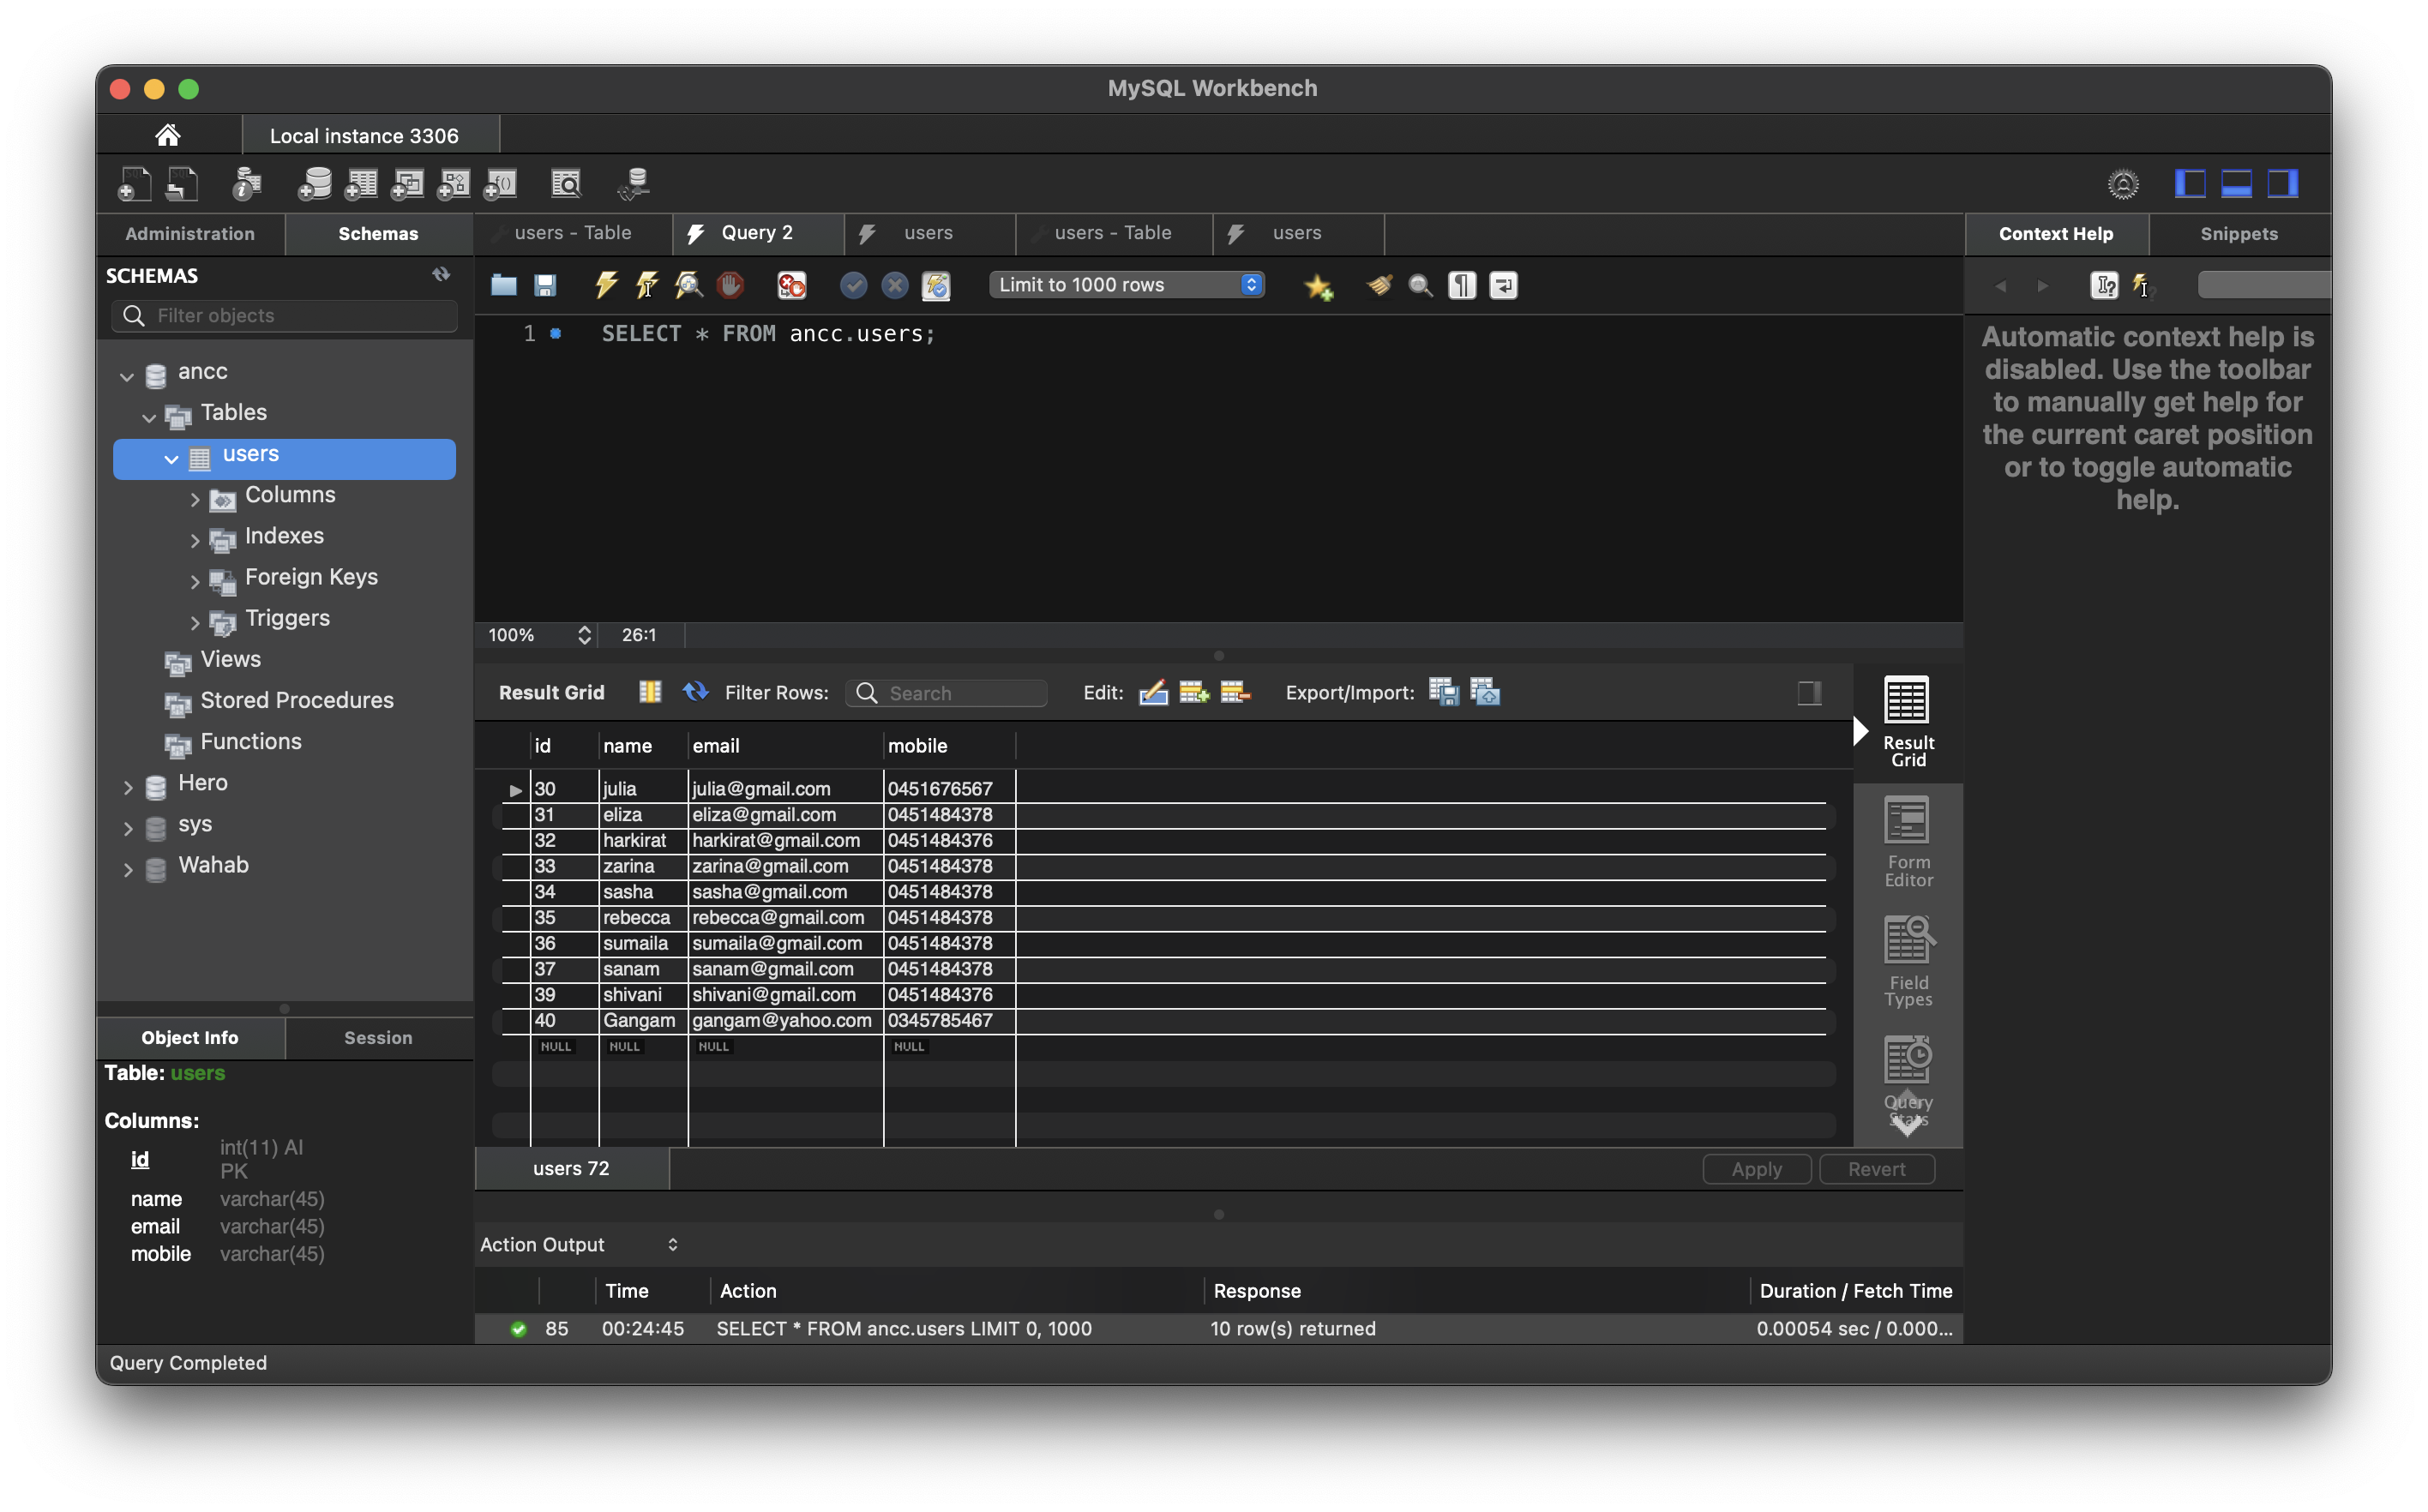 MySQL Workbench
Local instance 3306
Administration
Schemas
users - Table
Query 2
users
users - Table
users
Context Help
Snippets
SCHEMAS
Filter objects
Limit to 1000 rows
1 SELECT * FROM ancc.users;
Automatic context help is
disabled. Use the toolbar
to manually get help for
the current caret position
or to toggle automatic
help.
ancc
Tables
users
Columns
Indexes
Foreign Keys
Triggers
Views
Stored Procedures
Functions
Hero
sys
Wahab
100% 26:1
Result Grid Filter Rows: Search Edit: Export/Import:
id name email mobile
30 julia julia@gmail.com 0451676567
31 eliza eliza@gmail.com 0451484378
32 harkirat harkirat@gmail.com 0451484376
33 zarina zarina@gmail.com 0451484378
34 sasha sasha@gmail.com 0451484378
35 rebecca rebecca@gmail.com 0451484378
36 sumaila sumaila@gmail.com 0451484378
37 sanam sanam@gmail.com 0451484378
39 shivani shivani@gmail.com 0451484376
40 Gangam gangam@yahoo.com 0345785467
NULL NULL NULL NULL
Result
Grid
Form
Editor
Field
Types
Query
Stats
Object Info
Session
Table: users
Columns:
id int(11) AI
PK
name varchar(45)
email varchar(45)
mobile varchar(45)
users 72
Apply
Revert
Action Output
Time Action Response Duration / Fetch Time
85 00:24:45 SELECT * FROM ancc.users LIMIT 0, 1000 10 row(s) returned 0.00054 sec / 0.000...
Query Completed